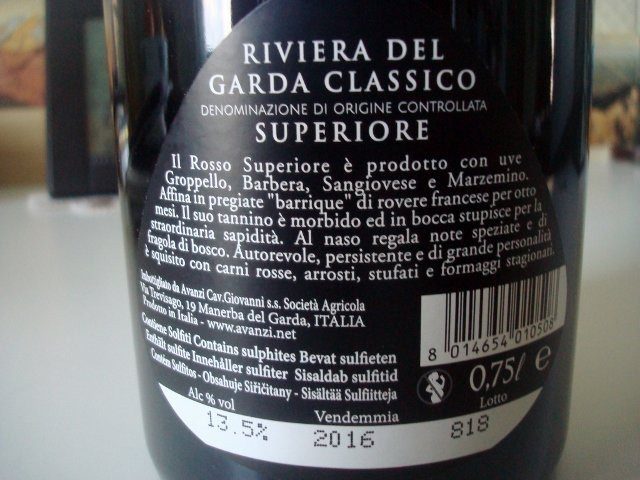 RIVIERA DEL
GARDA CLASSICO
DENOMINAZIONE DI ORIGINE CONTROLLATA
SUPERIORE
Il Rosso Superiore è prodotto con uve
Groppello, Barbera, Sangiovese e Marzemino.
Affina in pregiate "barrique" di rovere francese per otto
mesi. Il suo tannino è morbido ed in bocca stupisce per la
straordinaria sapidità. Al naso regala note speziate e di
fragola di bosco. Autorevole, persistente e di grande personalità
è squisito con carni rosse, arrosti, stufati e formaggi stagionati.
Imbottigliato da Avanzi Cav.Giovanni s.s. Società Agricola
Via Trevisago, 19 Manerba del Garda, ITALIA
Prodotto in Italia - www.avanzi.net
Contiene Solfiti Contains sulphites Bevat sulfieten
Enthält sulfite Innehåller sulfiter Sisaldab sulfitid
Contém Sulfitos - Obsahuje Siřičitany - Sisältää Sulfiitteja
8 014654 010508
0,75ℓ e
Alc % vol
Vendemmia
Lotto
13.5%
2016
818